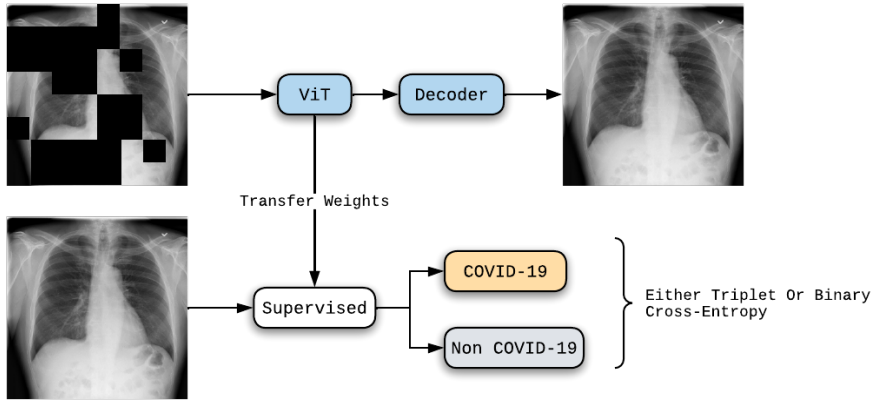 ViT
Decoder
Transfer Weights
Supervised
COVID-19
Non COVID-19
Either Triplet Or Binary
Cross-Entropy